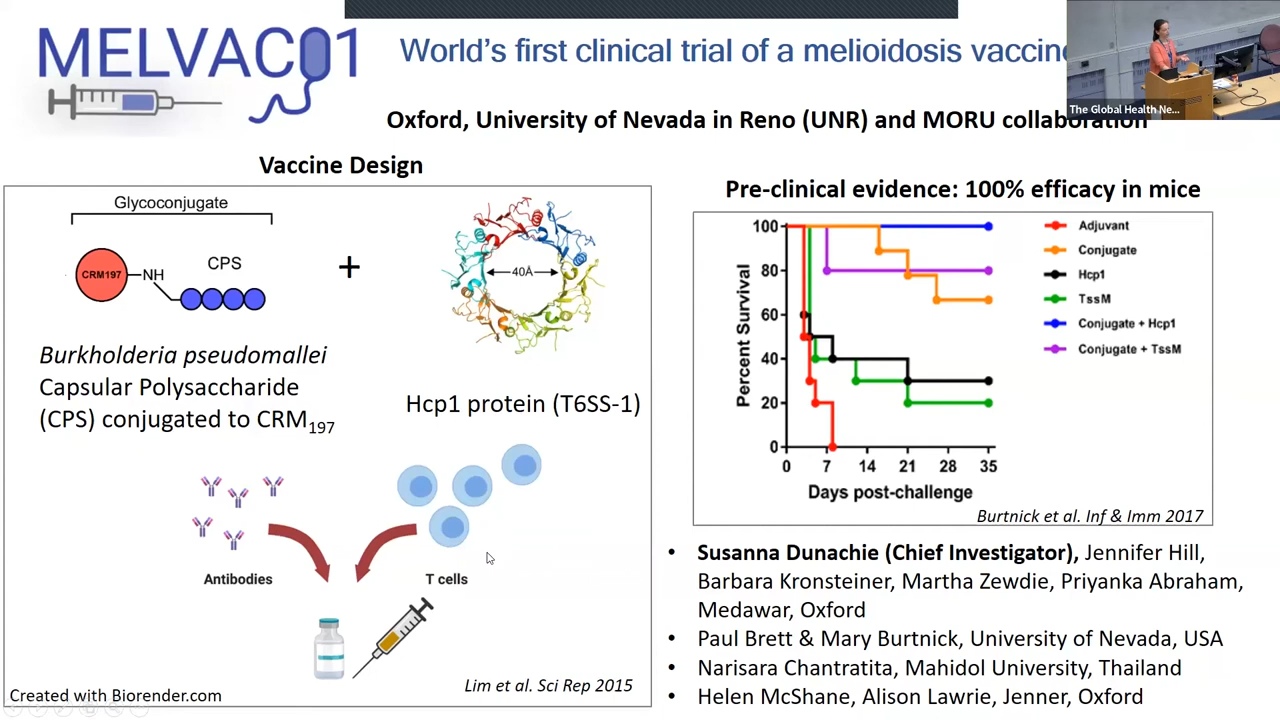 MELVAC01
World's first clinical trial of a melioidosis vaccine
The Global Health Ne...
Oxford, University of Nevada in Reno (UNR) and MORU collaboration
Vaccine Design
Glycoconjugate
CRM197
NH
CPS
+
40Å
Burkholderia pseudomallei
Capsular Polysaccharide
(CPS) conjugated to CRM197
Hcp1 protein (T6SS-1)
Antibodies
T cells
Created with Biorender.com
Lim et al. Sci Rep 2015
Pre-clinical evidence: 100% efficacy in mice
Percent Survival
100
80
60
40
20
0
0 7 14 21 28 35
Days post-challenge
Adjuvant
Conjugate
Hcp1
TssM
Conjugate + Hcp1
Conjugate + TssM
Burtnick et al. Inf & Imm 2017
• Susanna Dunachie (Chief Investigator), Jennifer Hill,
Barbara Kronsteiner, Martha Zewdie, Priyanka Abraham,
Medawar, Oxford
• Paul Brett & Mary Burtnick, University of Nevada, USA
• Narisara Chantratita, Mahidol University, Thailand
• Helen McShane, Alison Lawrie, Jenner, Oxford